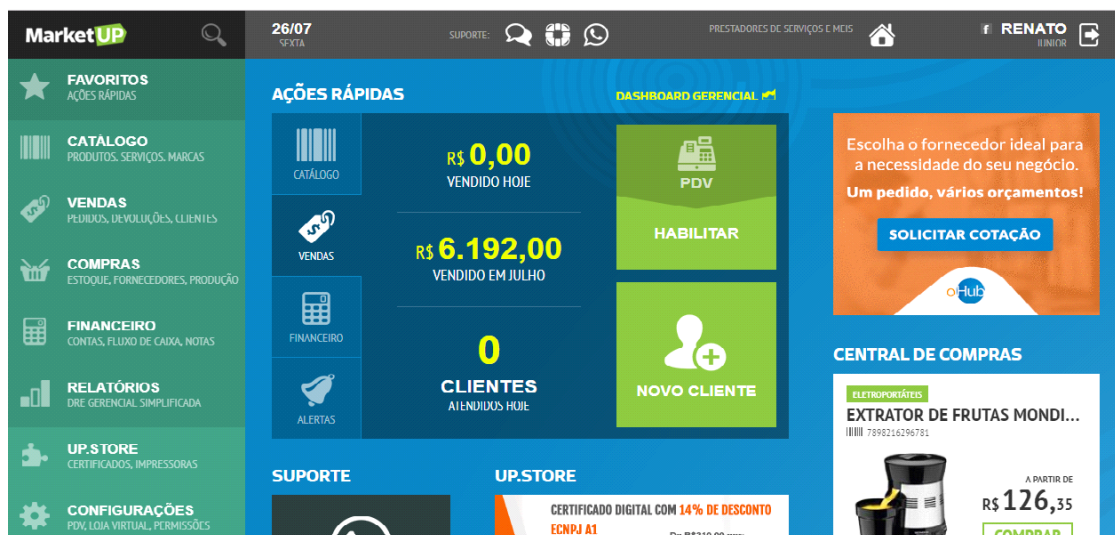 MarketUP
26/07
SEXTA
SUPORTE:
PRESTADORES DE SERVIÇOS E MEIS
RENATO
JUNIOR
FAVORITOS
AÇÕES RÁPIDAS
CATÁLOGO
PRODUTOS, SERVIÇOS, MARCAS
VENDAS
PEDIDOS, DEVOLUÇÕES, CLIENTES
COMPRAS
ESTOQUE, FORNECEDORES, PRODUÇÃO
FINANCEIRO
CONTAS, FLUXO DE CAIXA, NOTAS
RELATÓRIOS
DRE GERENCIAL SIMPLIFICADA
UP.STORE
CERTIFICADOS, IMPRESSORAS
CONFIGURAÇÕES
PDV, LOJA VIRTUAL, PERMISSÕES
AÇÕES RÁPIDAS
DASHBOARD GERENCIAL
CATÁLOGO
VENDAS
FINANCEIRO
ALERTAS
R$ 0,00
VENDIDO HOJE
R$ 6.192,00
VENDIDO EM JULHO
0
CLIENTES
ATENDIDOS HOJE
PDV
HABILITAR
NOVO CLIENTE
Escolha o fornecedor ideal para
a necessidade do seu negócio.
Um pedido, vários orçamentos!
SOLICITAR COTAÇÃO
oHub
CENTRAL DE COMPRAS
ELETROPORTÁTEIS
EXTRATOR DE FRUTAS MONDI...
7898216296781
A PARTIR DE
R$ 126,35
COMPRAR
SUPORTE
UP.STORE
CERTIFICADO DIGITAL COM 14% DE DESCONTO
ECNPJ A1